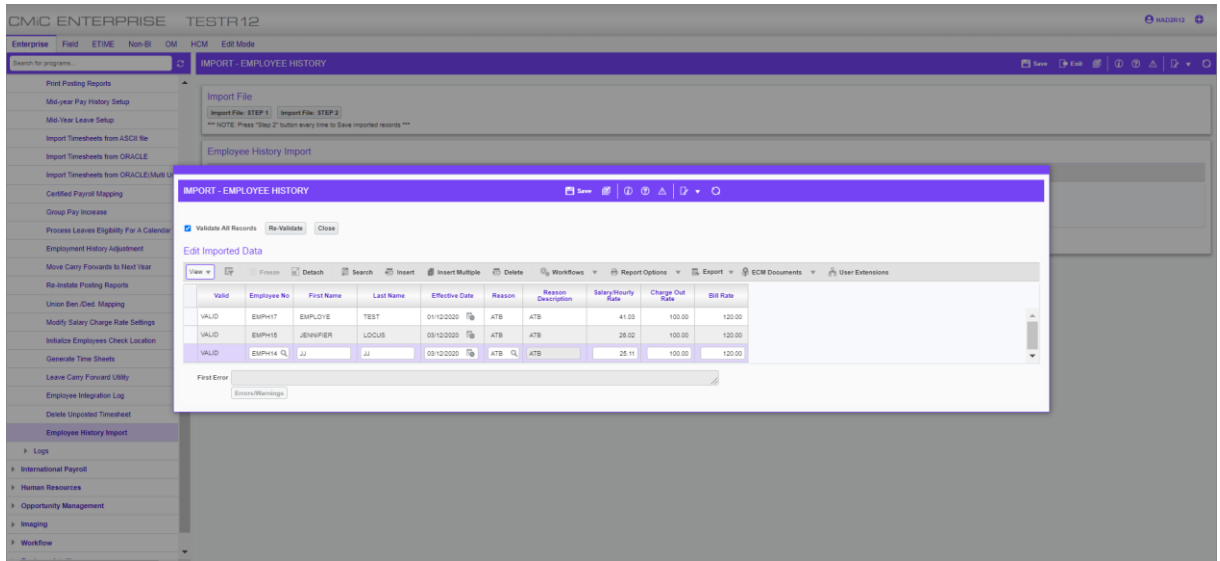 CMiC ENTERPRISE TESTR12
HAD2R12
Enterprise Field ETIME Non-BI OM HCM Edit Mode
Search for programs...
IMPORT - EMPLOYEE HISTORY
Save Exit
Print Posting Reports
Mid-year Pay History Setup
Mid-Year Leave Setup
Import Timesheets from ASCII file
Import Timesheets from ORACLE
Import Timesheets from ORACLE(Multi
Certified Payroll Mapping
Group Pay Increase
Process Leaves Eligibility For A Calendar
Employment History Adjustment
Move Carry Forwards to Next Year
Re-Instate Posting Reports
Union Ben./Ded. Mapping
Modify Salary Charge Rate Settings
Initialize Employees Check Location
Generate Time Sheets
Leave Carry Forward Utility
Employee Integration Log
Delete Unposted Timesheet
Employee History Import
Logs
International Payroll
Human Resources
Opportunity Management
Imaging
Workflow
Import File
Import File: STEP 1 Import File: STEP 2
*** NOTE: Press "Step 2" button every time to Save imported records ***
Employee History Import
IMPORT - EMPLOYEE HISTORY
Save
Validate All Records Re-Validate Close
Edit Imported Data
View Freeze Detach Search Insert Insert Multiple Delete Workflows Report Options Export ECM Documents User Extensions
Valid Employee No First Name Last Name Effective Date Reason Reason Description Salary/Hourly Rate Charge Out Rate Bill Rate
VALID EMPH17 EMPLOYE TEST 01/12/2020 ATB ATB 41.03 100.00 120.00
VALID EMPH15 JENNIFIER LOCUS 03/12/2020 ATB ATB 26.02 100.00 120.00
VALID EMPH14 JJ JJ 03/12/2020 ATB ATB 25.11 100.00 120.00
First Error
Errors/Warnings